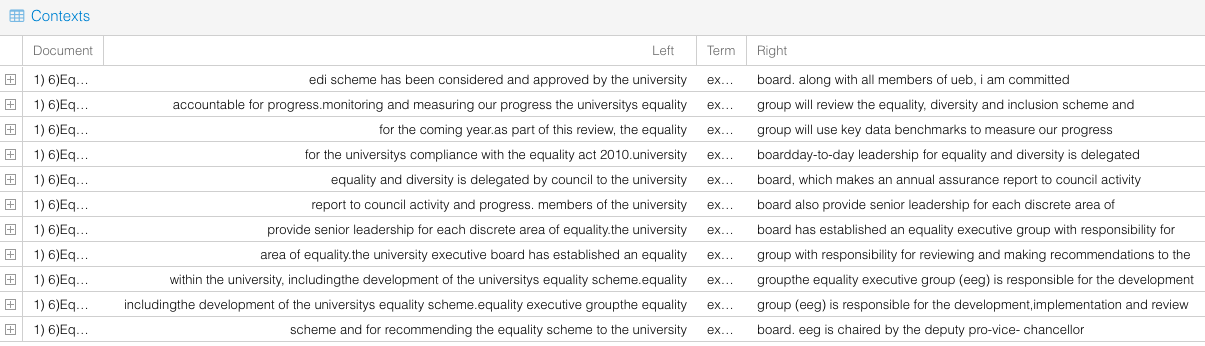 Contexts
Document Left Term Right
1) 6)Eq… edi scheme has been considered and approved by the university ex… board. along with all members of ueb, i am committed
1) 6)Eq… accountable for progress.monitoring and measuring our progress the universitys equality ex… group will review the equality, diversity and inclusion scheme and
1) 6)Eq… for the coming year.as part of this review, the equality ex… group will use key data benchmarks to measure our progress
1) 6)Eq… for the universitys compliance with the equality act 2010.university ex… boardday-to-day leadership for equality and diversity is delegated
1) 6)Eq… equality and diversity is delegated by council to the university ex… board, which makes an annual assurance report to council activity
1) 6)Eq… report to council activity and progress. members of the university ex… board also provide senior leadership for each discrete area of
1) 6)Eq… provide senior leadership for each discrete area of equality.the university ex… board has established an equality executive group with responsibility for
1) 6)Eq… area of equality.the university executive board has established an equality ex… group with responsibility for reviewing and making recommendations to the
1) 6)Eq… within the university, includingthe development of the universitys equality scheme.equality ex… groupthe equality executive group (eeg) is responsible for the development
1) 6)Eq… includingthe development of the universitys equality scheme.equality executive groupthe equality ex… group (eeg) is responsible for the development,implementation and review
1) 6)Eq… scheme and for recommending the equality scheme to the university ex… board. eeg is chaired by the deputy pro-vice- chancellor